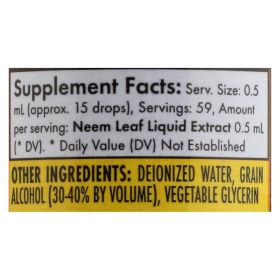 Supplement Facts: Serv. Size: 0.5
mL (approx. 15 drops), Servings: 59, Amount
per serving: Neem Leaf Liquid Extract 0.5 mL
(* DV). * Daily Value (DV) Not Established
OTHER INGREDIENTS: DEIONIZED WATER, GRAIN
ALCOHOL (30-40% BY VOLUME), VEGETABLE GLYCERIN